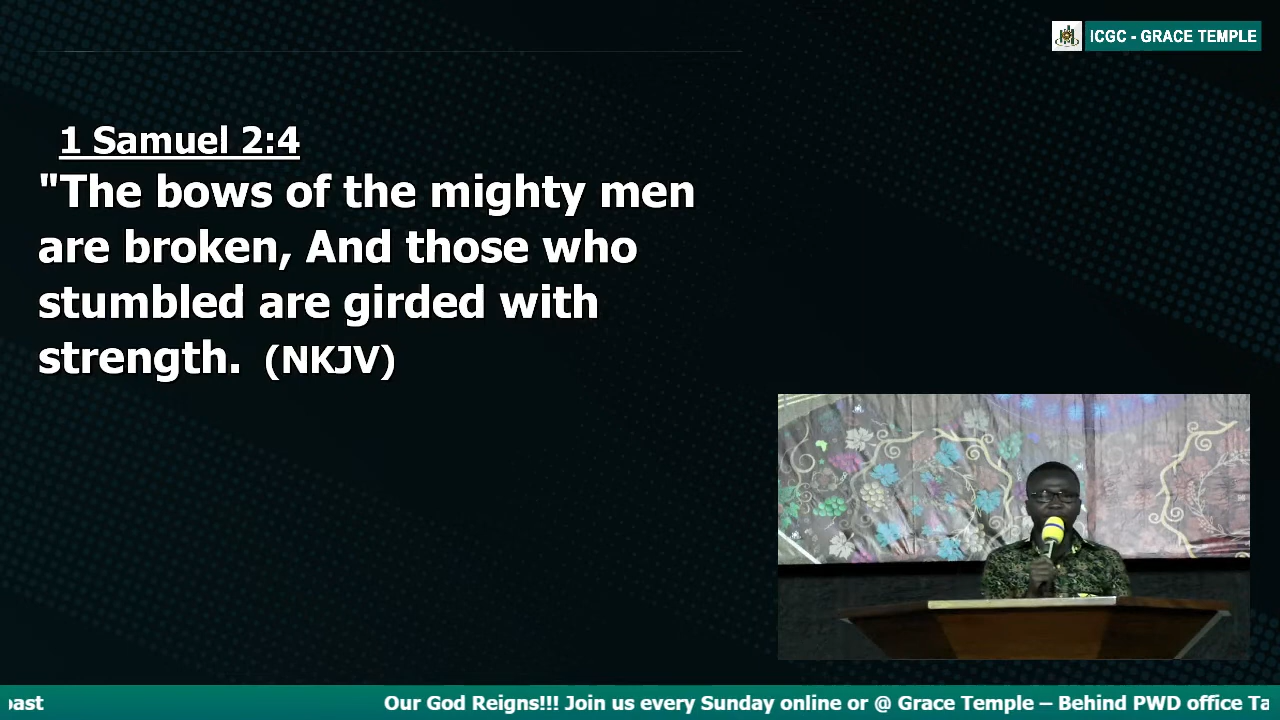 ICGC - GRACE TEMPLE
1 Samuel 2:4
"The bows of the mighty men
are broken, And those who
stumbled are girded with
strength. (NKJV)
Our God Reigns!!! Join us every Sunday online or @ Grace Temple – Behind PWD office